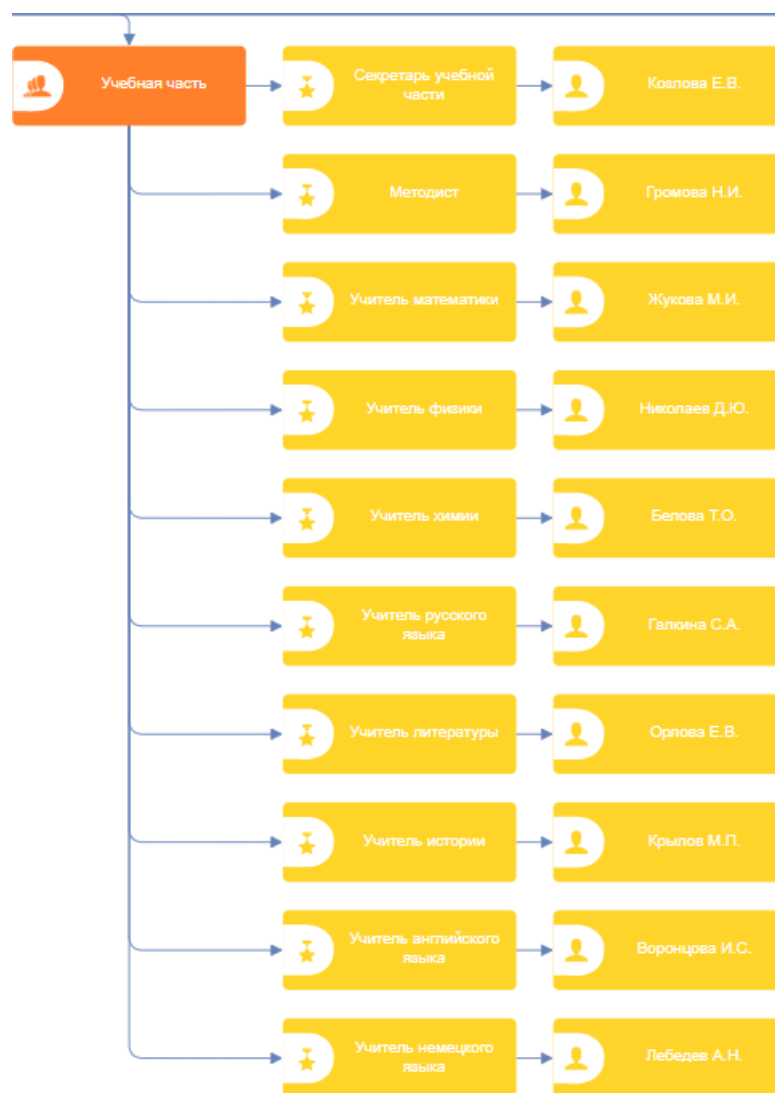 Учебная часть
Секретарь учебной
части
Козлова Е.В.
Методист
Громова Н.И.
Учитель математики
Жукова М.И.
Учитель физики
Николаев Д.Ю.
Учитель химии
Белова Т.О.
Учитель русского
языка
Галкина С.А.
Учитель литературы
Орлова Е.В.
Учитель истории
Крылов М.П.
Учитель английского
языка
Воронцова И.С.
Учитель немецкого
языка
Лебедев А.Н.